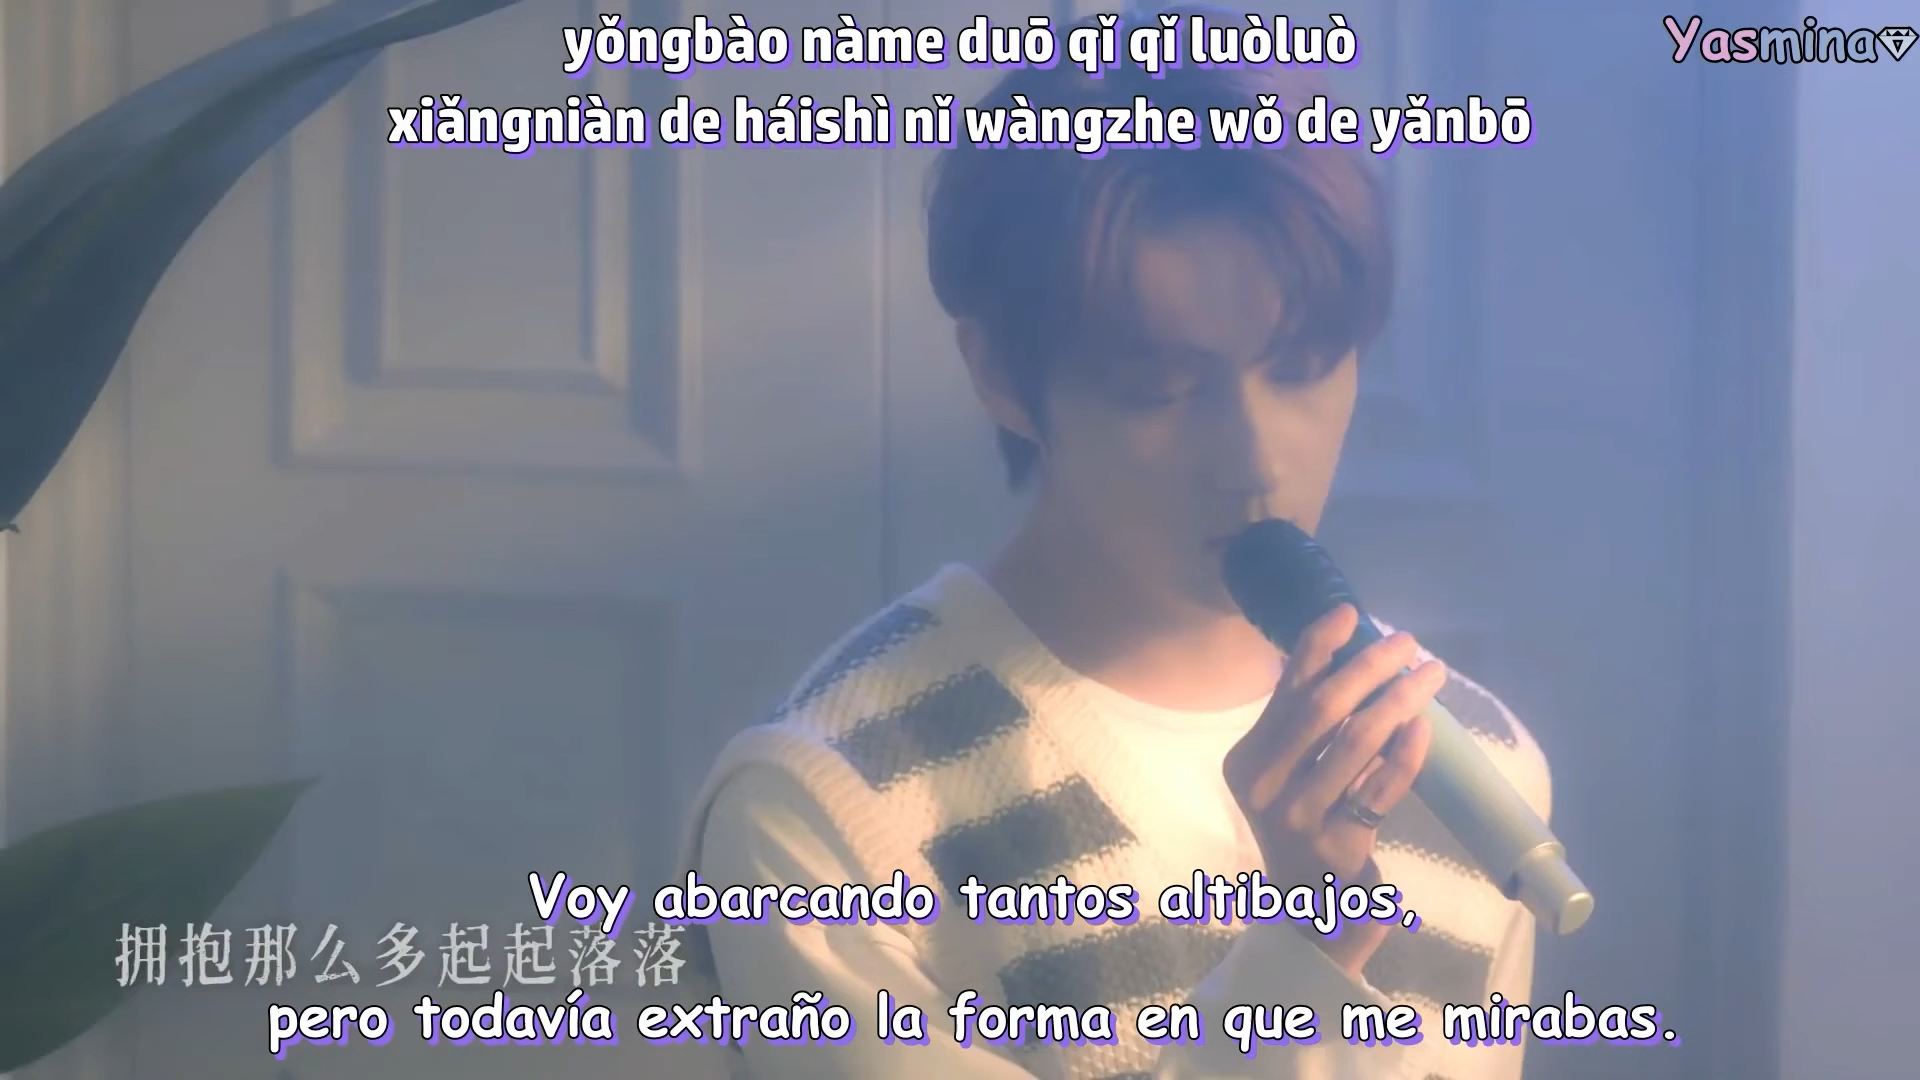 yǒngbào nàme duō qǐ qǐ luòluò
xiǎngniàn de háishì nǐ wàngzhe wǒ de yǎnbō
Yasmina
Voy abarcando tantos altibajos,
拥抱那么多起起落落
pero todavía extraño la forma en que me mirabas.